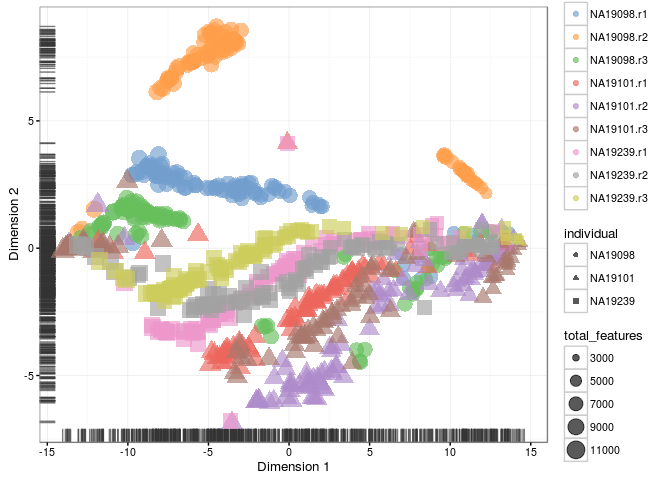 Dimension 2
5
0
-5
-15
-10
-5
0
5
10
15
Dimension 1
NA19098.r1
NA19098.r2
NA19098.r3
NA19101.r1
NA19101.r2
NA19101.r3
NA19239.r1
NA19239.r2
NA19239.r3
individual
NA19098
NA19101
NA19239
total_features
3000
5000
7000
9000
11000